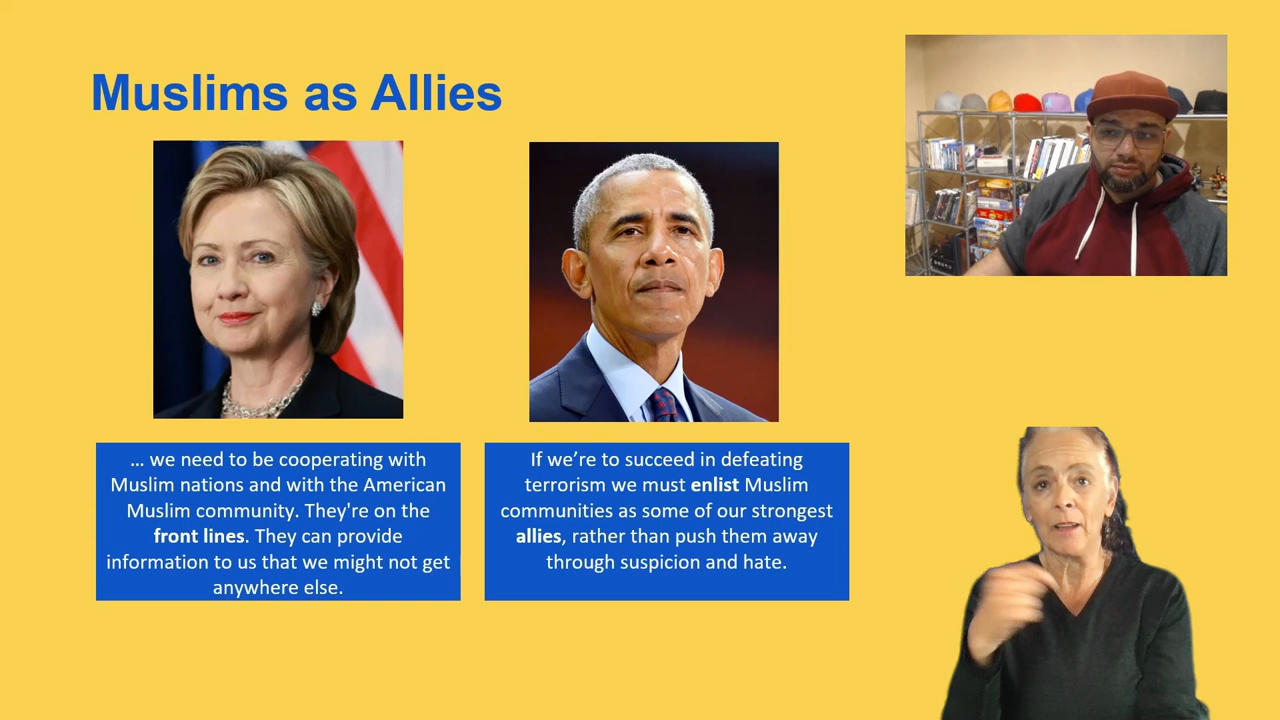 Muslims as Allies
… we need to be cooperating with
Muslim nations and with the American
Muslim community. They're on the
front lines. They can provide
information to us that we might not get
anywhere else.
If we’re to succeed in defeating
terrorism we must enlist Muslim
communities as some of our strongest
allies, rather than push them away
through suspicion and hate.